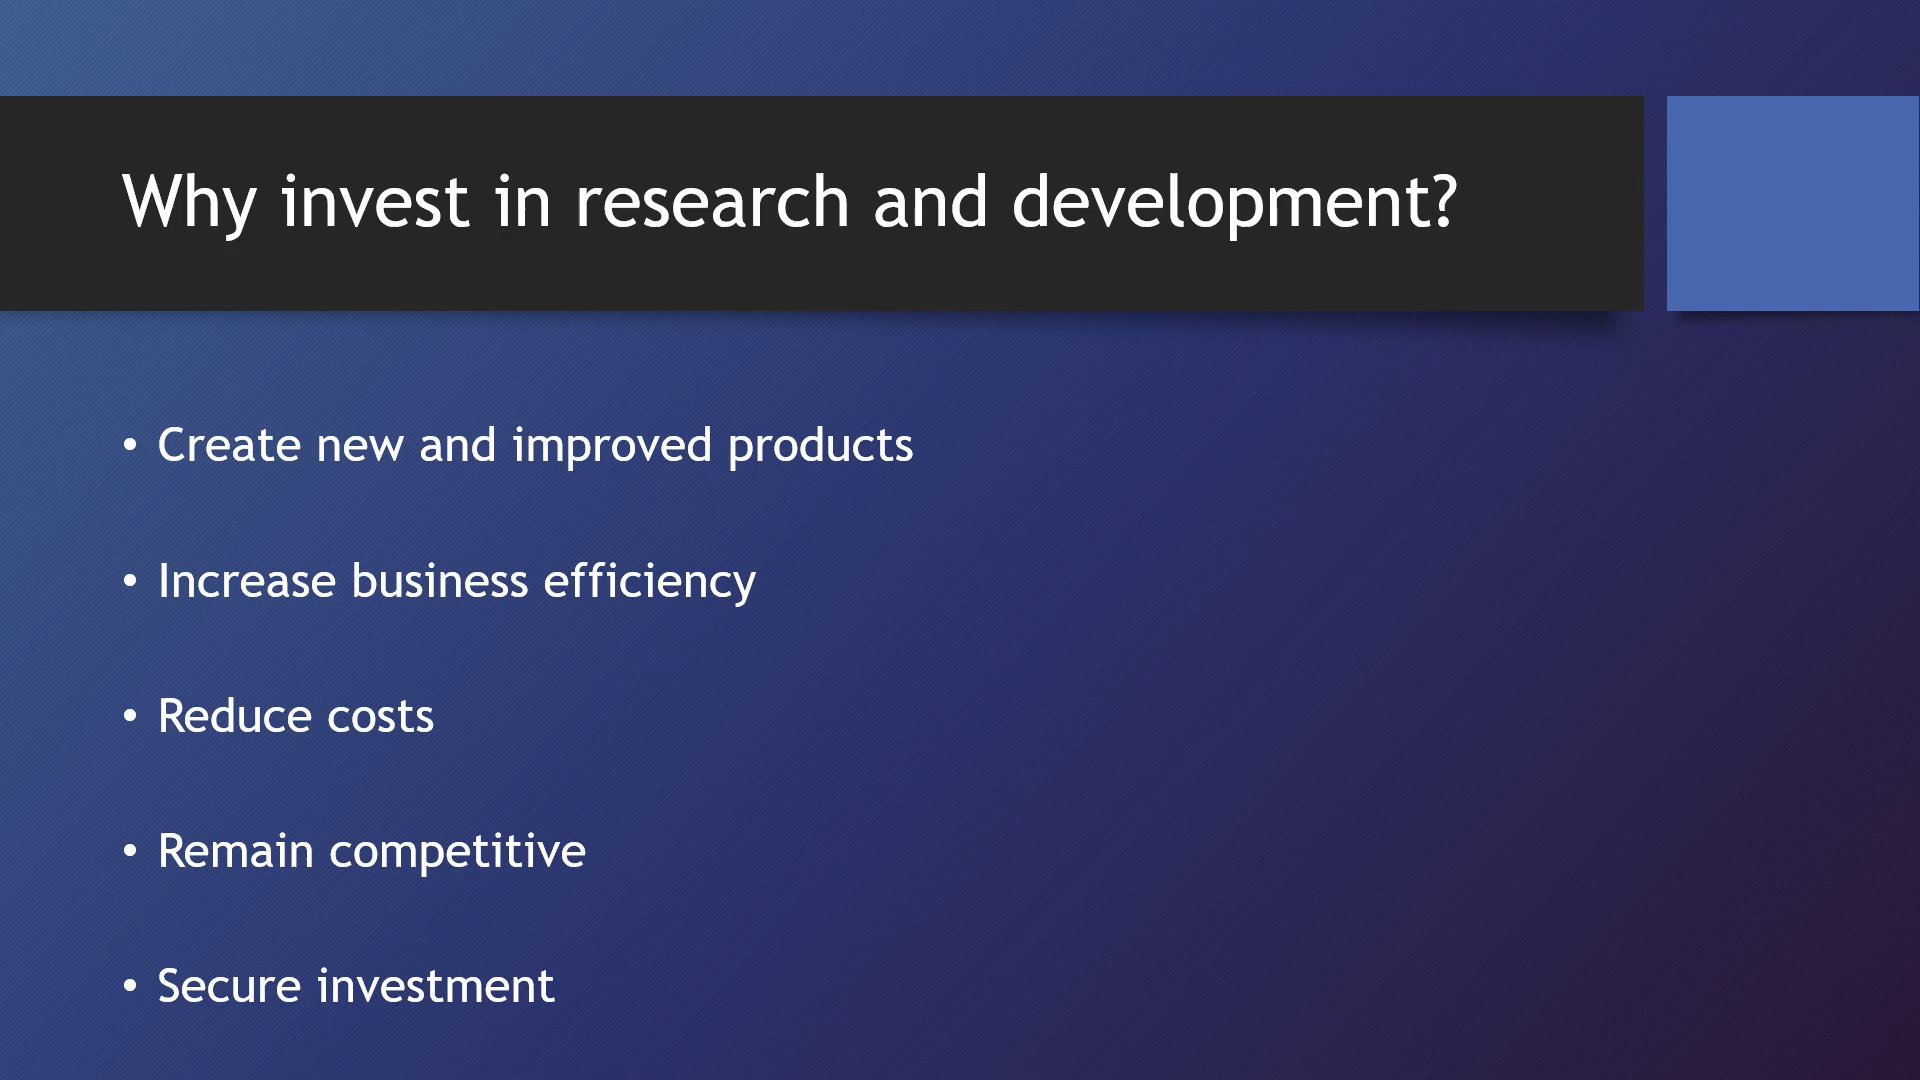 Why invest in research and development?
• Create new and improved products
• Increase business efficiency
• Reduce costs
• Remain competitive
• Secure investment